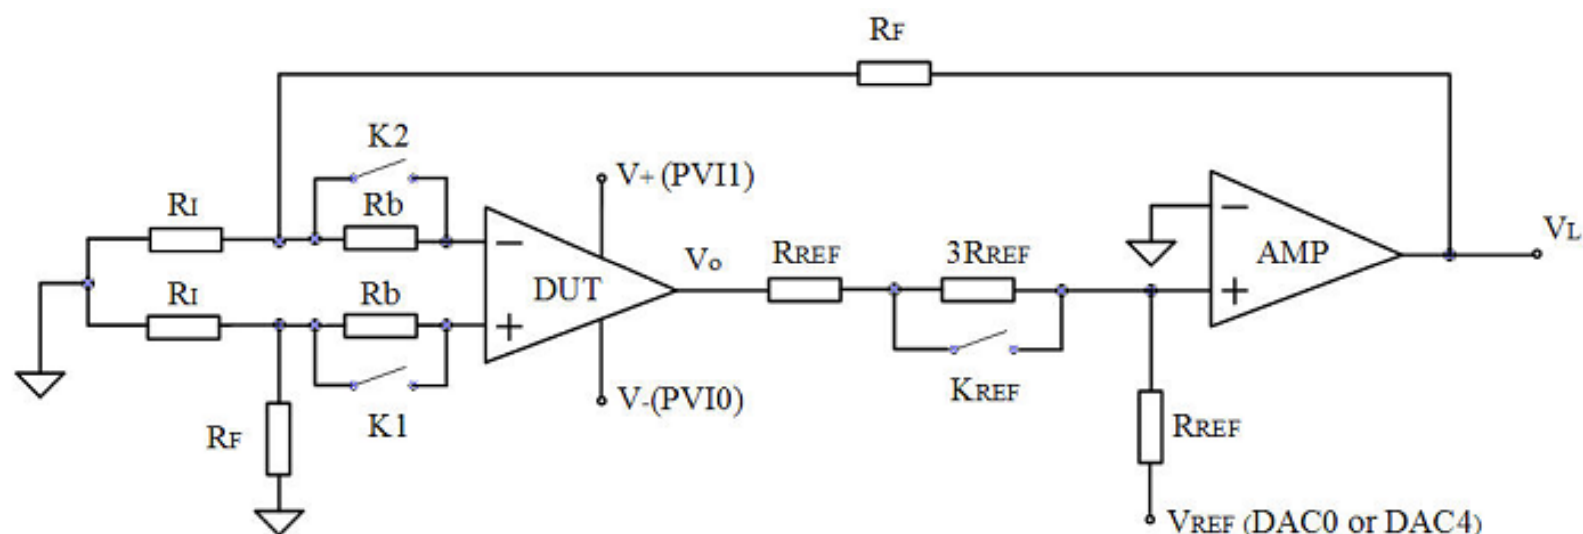 RF
K2
V+ (PVI1)
RI
Rb
−
Vo
RREF
3RREF
−
AMP
VL
DUT
RI
Rb
+
+
KREF
V-(PVI0)
K1
RF
RREF
VREF (DAC0 or DAC4)